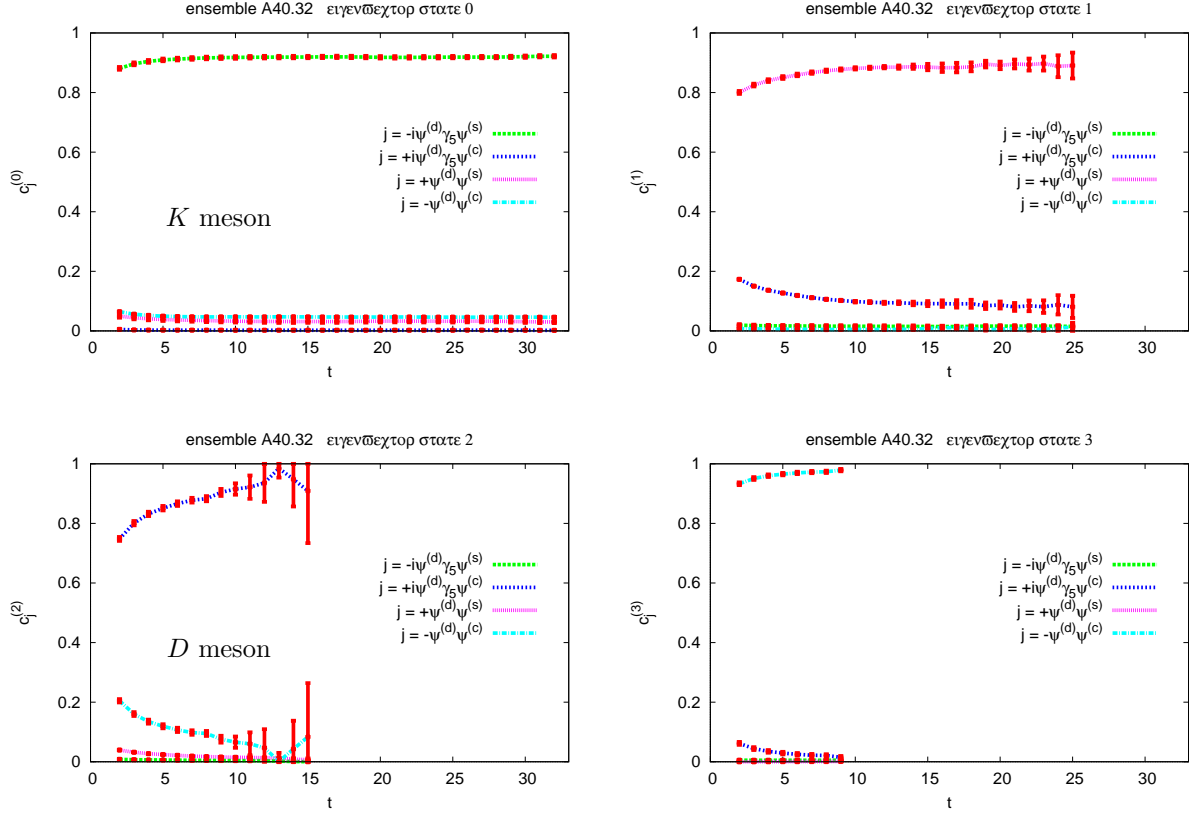 ensemble A40.32 ειγενϖεχτορ στατε 0
1
0.8
0.6
0.4
0.2
0
0 5 10 15 20 25 30
t
c_j^(0)
j = -iψ^(d)γ_5ψ^(s)
j = +iψ^(d)γ_5ψ^(c)
j = +ψ^(d)ψ^(s)
j = -ψ^(d)ψ^(c)
K meson
ensemble A40.32 ειγενϖεχτορ στατε 1
1
0.8
0.6
0.4
0.2
0
0 5 10 15 20 25 30
t
c_j^(1)
j = -iψ^(d)γ_5ψ^(s)
j = +iψ^(d)γ_5ψ^(c)
j = +ψ^(d)ψ^(s)
j = -ψ^(d)ψ^(c)
ensemble A40.32 ειγενϖεχτορ στατε 2
1
0.8
0.6
0.4
0.2
0
0 5 10 15 20 25 30
t
c_j^(2)
j = -iψ^(d)γ_5ψ^(s)
j = +iψ^(d)γ_5ψ^(c)
j = +ψ^(d)ψ^(s)
j = -ψ^(d)ψ^(c)
D meson
ensemble A40.32 ειγενϖεχτορ στατε 3
1
0.8
0.6
0.4
0.2
0
0 5 10 15 20 25 30
t
c_j^(3)
j = -iψ^(d)γ_5ψ^(s)
j = +iψ^(d)γ_5ψ^(c)
j = +ψ^(d)ψ^(s)
j = -ψ^(d)ψ^(c)